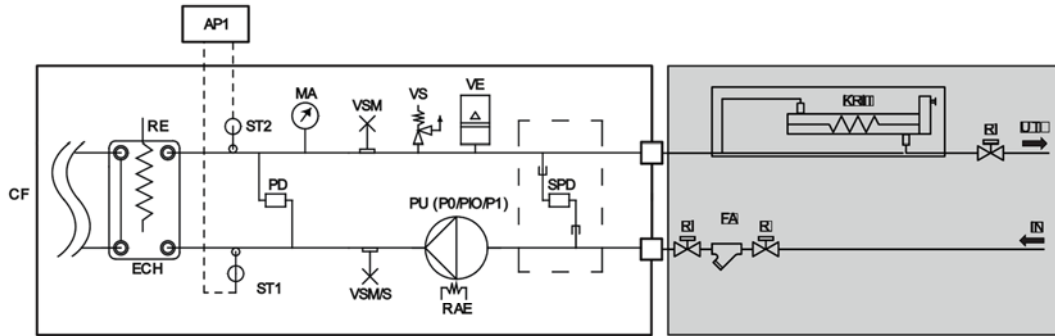 AP1
MA
VSM
VS
VE
RE
ST2
RI
CF
PD
SPD
PU (P0/PIO/P1)
RI
FA
RI
IN
ECH
ST1
VSM/S
RAE